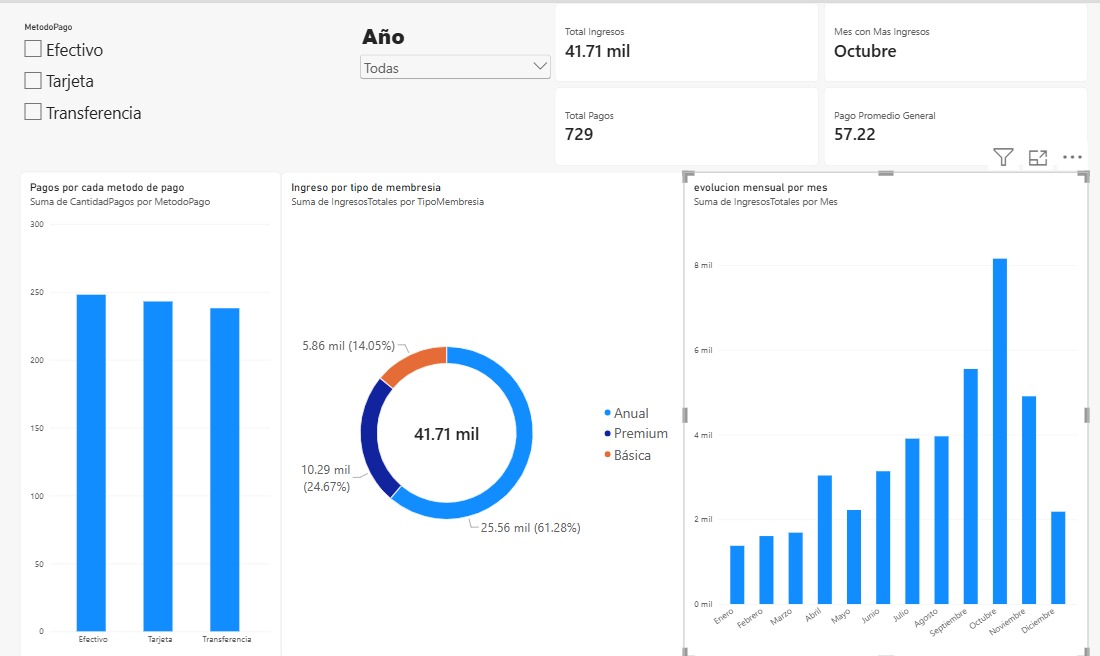 MetodoPago
Efectivo
Tarjeta
Transferencia
Año
Todas
Total Ingresos
41.71 mil
Mes con Mas Ingresos
Octubre
Total Pagos
729
Pago Promedio General
57.22
Pagos por cada metodo de pago
Suma de CantidadPagos por MetodoPago
300
250
200
150
100
50
0
Efectivo
Tarjeta
Transferencia
Ingreso por tipo de membresia
Suma de IngresosTotales por TipoMembresia
5.86 mil (14.05%)
41.71 mil
10.29 mil
(24.67%)
25.56 mil (61.28%)
Anual
Premium
Básica
evolucion mensual por mes
Suma de IngresosTotales por Mes
8 mil
6 mil
4 mil
2 mil
0 mil
Enero
Febrero
Marzo
Abril
Mayo
Junio
Julio
Agosto
Septiembre
Octubre
Noviembre
Diciembre